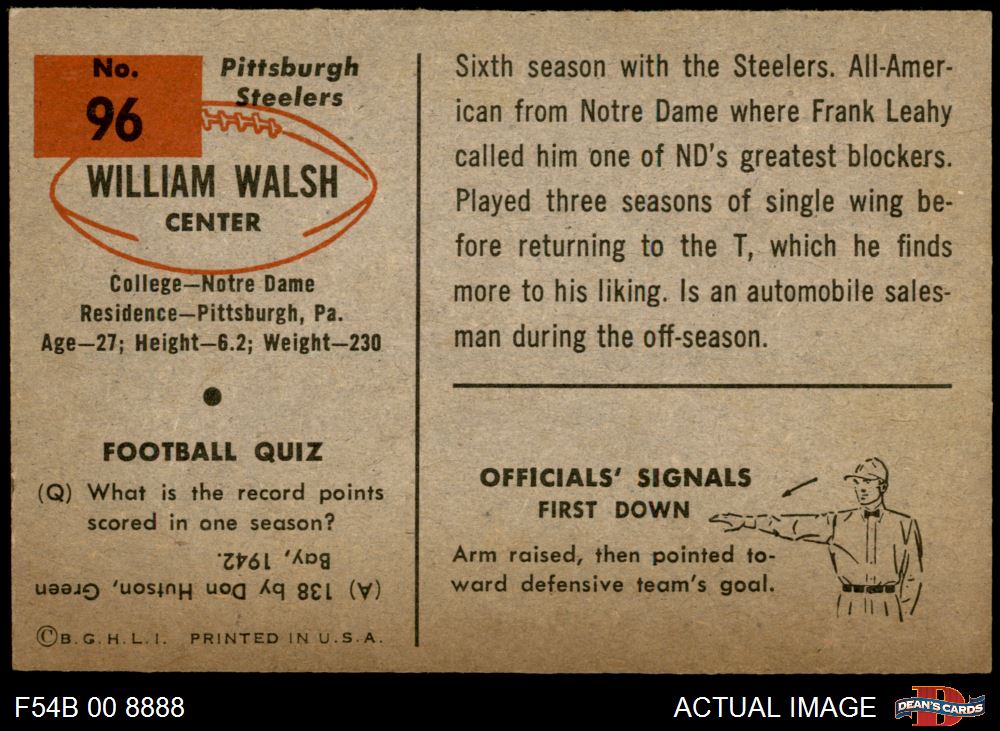 No.
96
Pittsburgh
Steelers
WILLIAM WALSH
CENTER
College—Notre Dame
Residence—Pittsburgh, Pa.
Age—27; Height—6.2; Weight—230
FOOTBALL QUIZ
(Q) What is the record points
scored in one season?
(A) 138 by Don Hutson, Green
Bay, 1942.
©B.G.H.L.I. PRINTED IN U.S.A.
Sixth season with the Steelers. All-Amer-
ican from Notre Dame where Frank Leahy
called him one of ND's greatest blockers.
Played three seasons of single wing be-
fore returning to the T, which he finds
more to his liking. Is an automobile sales-
man during the off-season.
OFFICIALS' SIGNALS
FIRST DOWN
Arm raised, then pointed to-
ward defensive team's goal.
F54B 00 8888
ACTUAL IMAGE
D
DEAN'S CARDS